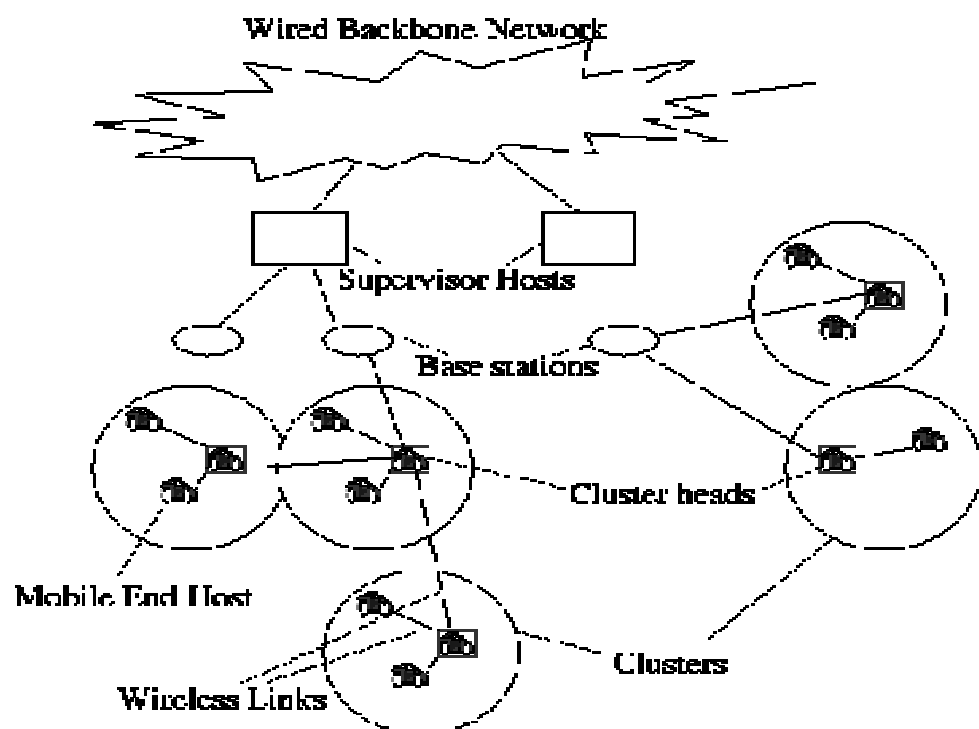 Wired Backbone Network
Supervisor Hosts
Base stations
Cluster heads
Mobile End Host
Clusters
Wireless Links